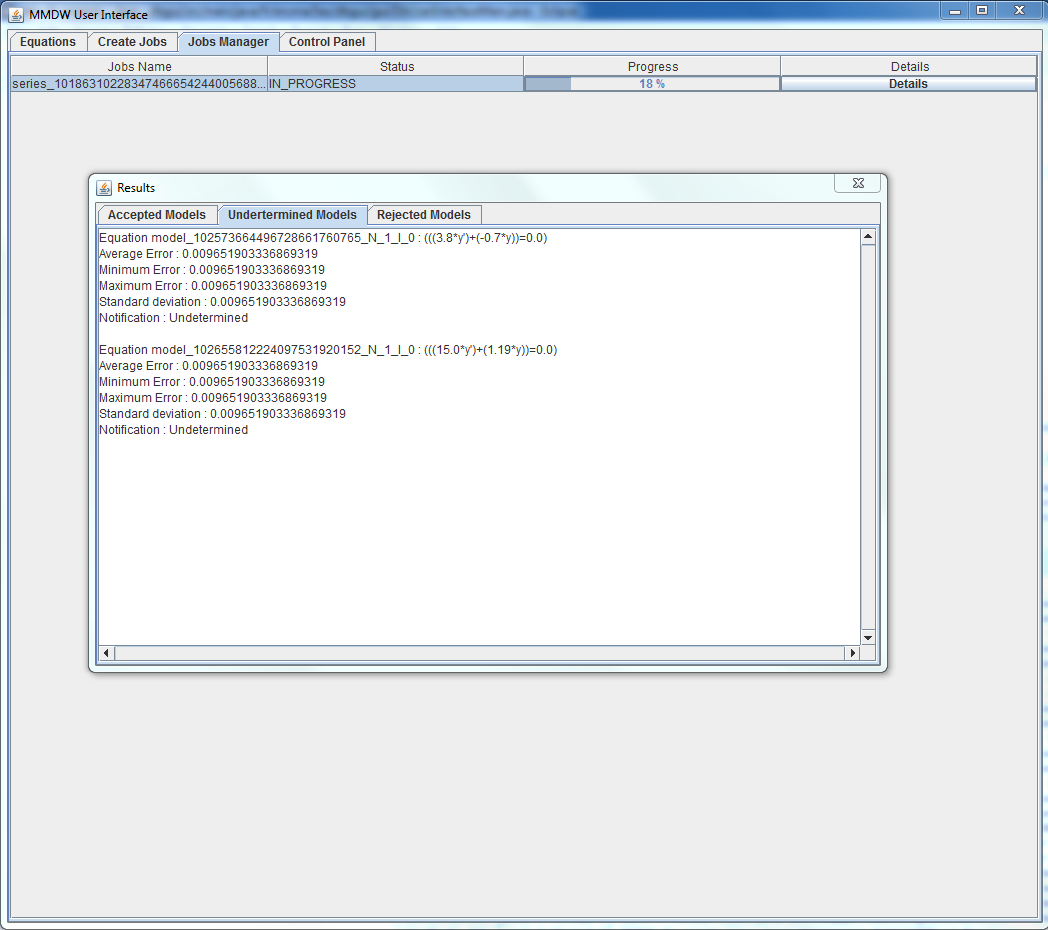 MMDW User Interface
Equations Create Jobs Jobs Manager Control Panel
Jobs Name Status Progress Details
series_10186310228347466654244005688... IN_PROGRESS 18 % Details
Results
Accepted Models Undertermined Models Rejected Models
Equation model_102573664496728661760765_N_1_I_0 : (((3.8*y')+(-0.7*y))=0.0)
Average Error : 0.009651903336869319
Minimum Error : 0.009651903336869319
Maximum Error : 0.009651903336869319
Standard deviation : 0.009651903336869319
Notification : Undetermined
Equation model_102655812224097531920152_N_1_I_0 : (((15.0*y')+(1.19*y))=0.0)
Average Error : 0.009651903336869319
Minimum Error : 0.009651903336869319
Maximum Error : 0.009651903336869319
Standard deviation : 0.009651903336869319
Notification : Undetermined